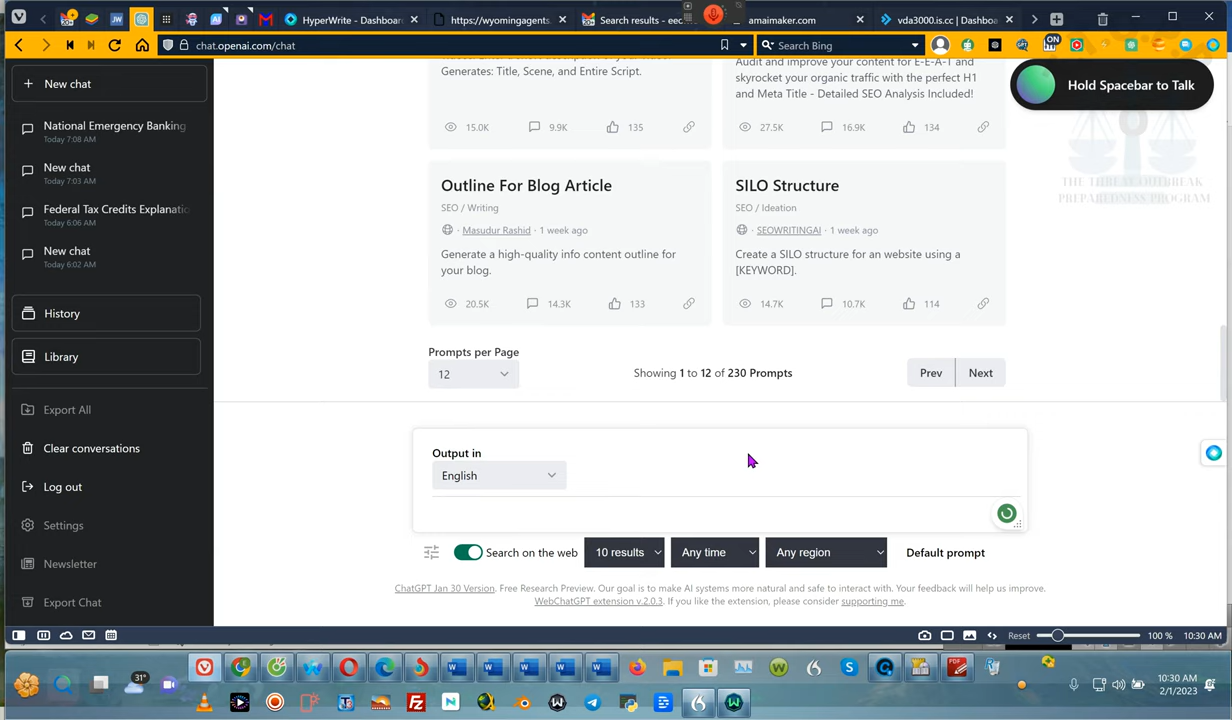 HyperWrite - Dashboar
https://wyomingagents.
Search results - eec
amaimaker.com
vda3000.is.cc | Dashboa
chat.openai.com/chat
ON
Search Bing
New chat
National Emergency Banking
Today 7:08 AM
New chat
Today 7:03 AM
Federal Tax Credits Explanatio
Today 6:06 AM
New chat
Today 6:02 AM
History
Library
Export All
Clear conversations
Log out
Settings
Newsletter
Export Chat
Generates: Title, Scene, and Entire Script.
15.0K 9.9K 135
Audit and improve your content for E-E-A-T and
skyrocket your organic traffic with the perfect H1
and Meta Title - Detailed SEO Analysis Included!
27.5K 16.9K 134
Hold Spacebar to Talk
THE THREAT OUTBREAK
PREPAREDNESS PROGRAM
Outline For Blog Article
SEO / Writing
Masudur Rashid · 1 week ago
Generate a high-quality info content outline for
your blog.
20.5K 14.3K 133
SILO Structure
SEO / Ideation
SEOWRITINGAI · 1 week ago
Create a SILO structure for an website using a
[KEYWORD].
14.7K 10.7K 114
Prompts per Page
12
Showing 1 to 12 of 230 Prompts
Prev Next
Output in
English
Search on the web 10 results Any time Any region Default prompt
ChatGPT Jan 30 Version. Free Research Preview. Our goal is to make AI systems more natural and safe to interact with. Your feedback will help us improve.
WebChatGPT extension v.2.0.3. If you like the extension, please consider supporting me.
Reset 100 % 10:30 AM
31°
10:30 AM
2/1/2023